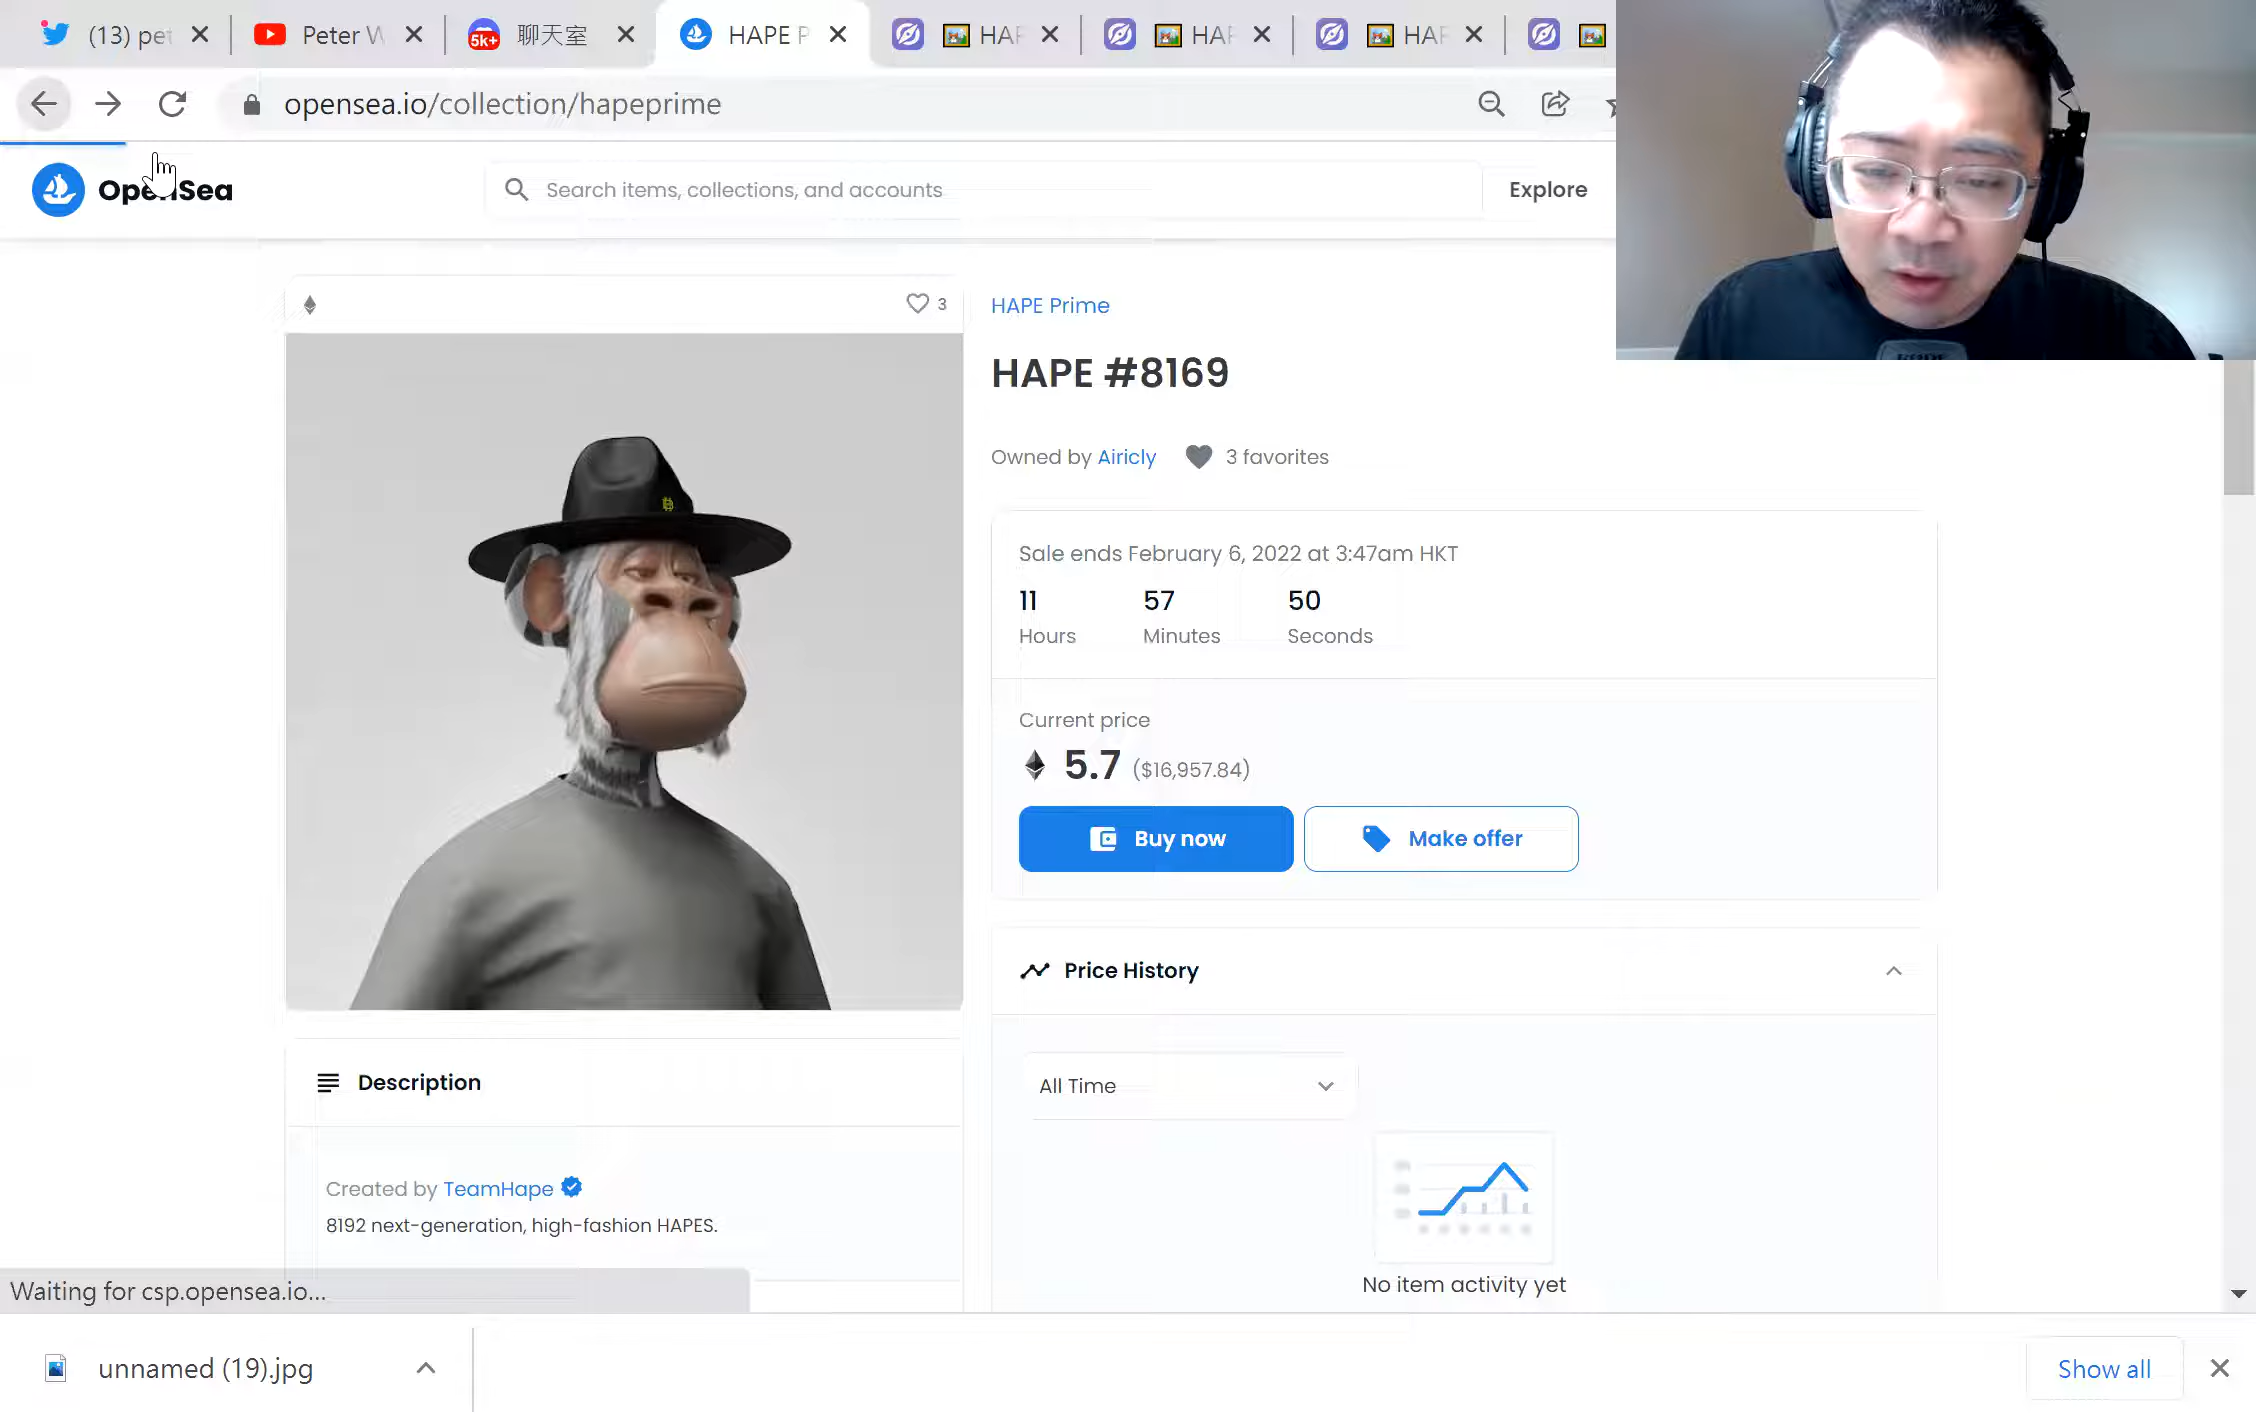 (13) pet
Peter W
5k+
聊天室
HAPE P
HAP
HAP
HAP
opensea.io/collection/hapeprime
OpenSea
Search items, collections, and accounts
Explore
3
HAPE Prime
HAPE #8169
Owned by Airicly
3 favorites
Sale ends February 6, 2022 at 3:47am HKT
11
57
50
Hours
Minutes
Seconds
Current price
5.7 ($16,957.84)
Buy now
Make offer
Price History
All Time
No item activity yet
Description
Created by TeamHape
8192 next-generation, high-fashion HAPES.
Waiting for csp.opensea.io...
unnamed (19).jpg
Show all